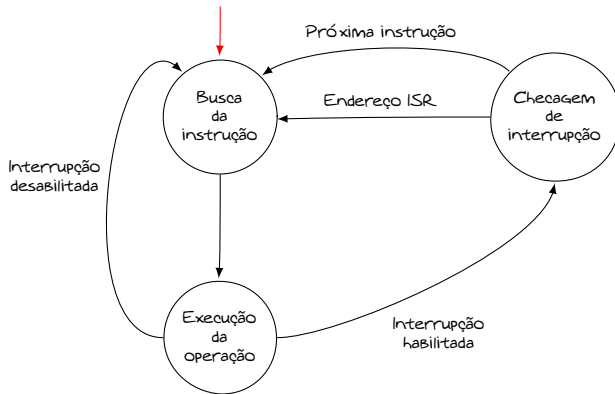 Próxima instrução
Busca
da
instrução
Endereço ISR
Checagem
de
interrupção
Interrupção
desabilitada
Execução
da
operação
Interrupção
habilitada